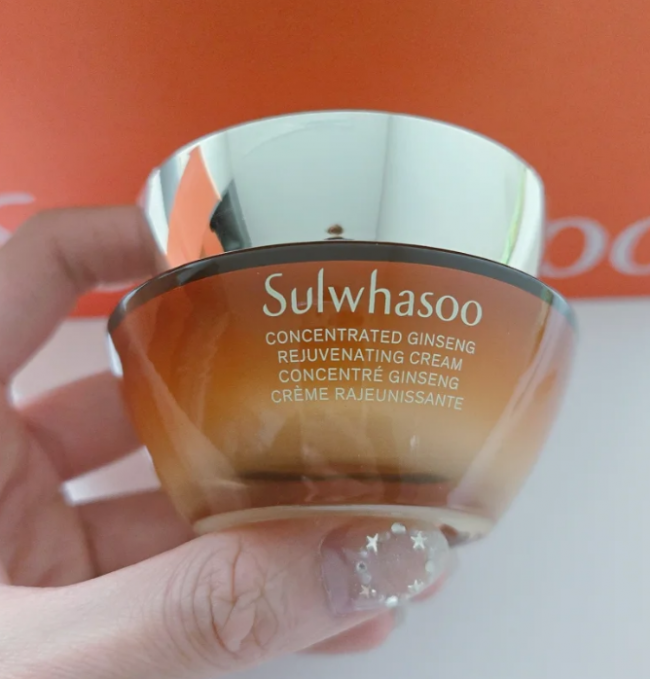 Sulwhasoo
CONCENTRATED GINSENG
REJUVENATING CREAM
CONCENTRÉ GINSENG
CRÈME RAJEUNISSANTE